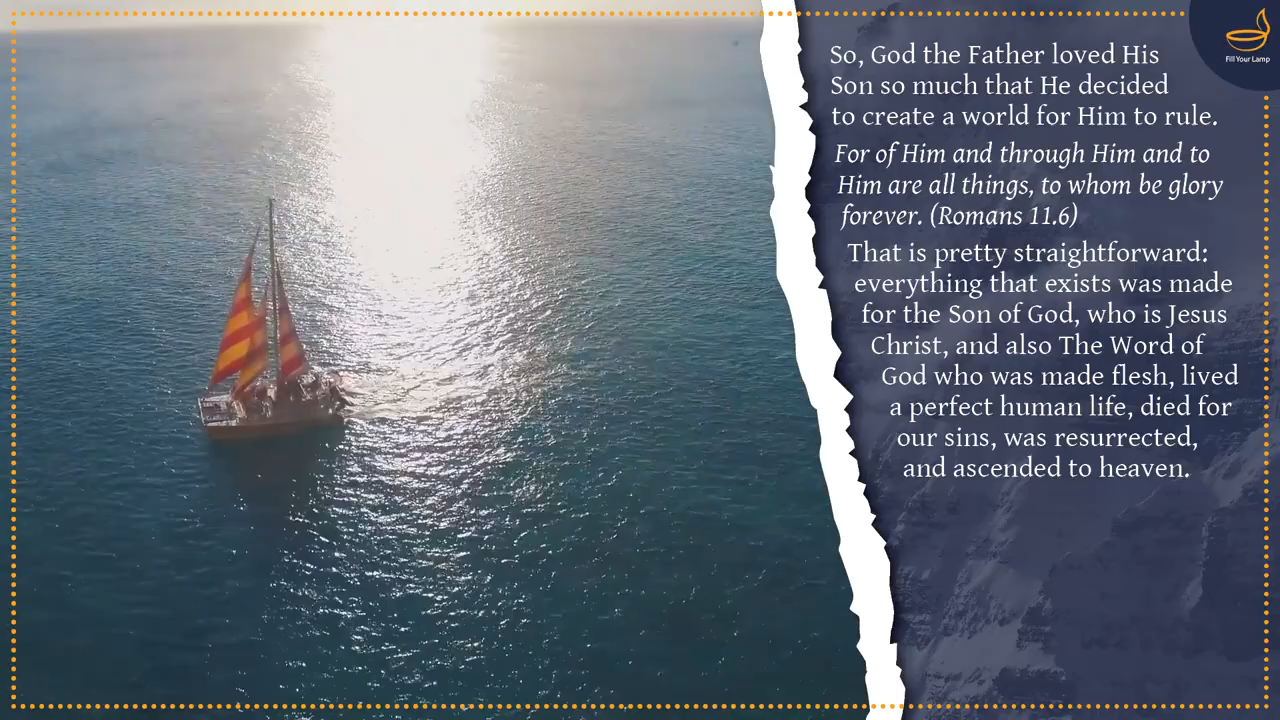 Fill Your Lamp
So, God the Father loved His
Son so much that He decided
to create a world for Him to rule.
For of Him and through Him and to
Him are all things, to whom be glory
forever. (Romans 11.6)
That is pretty straightforward:
everything that exists was made
for the Son of God, who is Jesus
Christ, and also The Word of
God who was made flesh, lived
a perfect human life, died for
our sins, was resurrected,
and ascended to heaven.